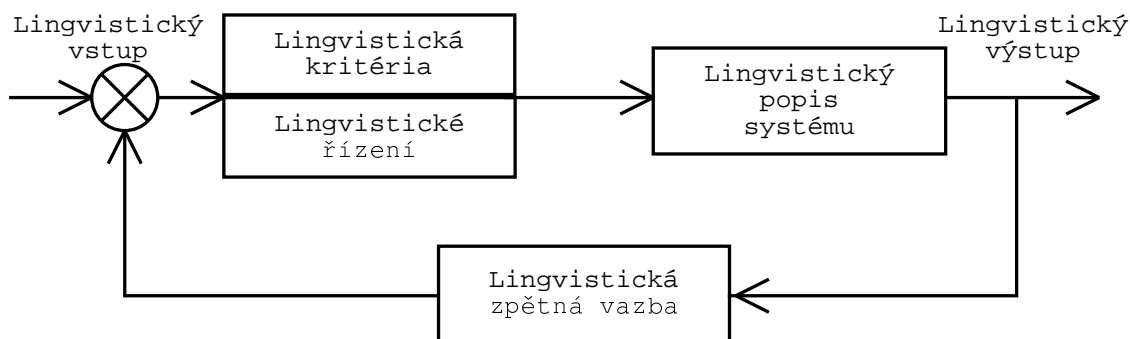 Lingvistický
vstup
Lingvistická
kritéria
Lingvistické
řízení
Lingvistický
popis
systému
Lingvistický
výstup
Lingvistická
zpětná vazba